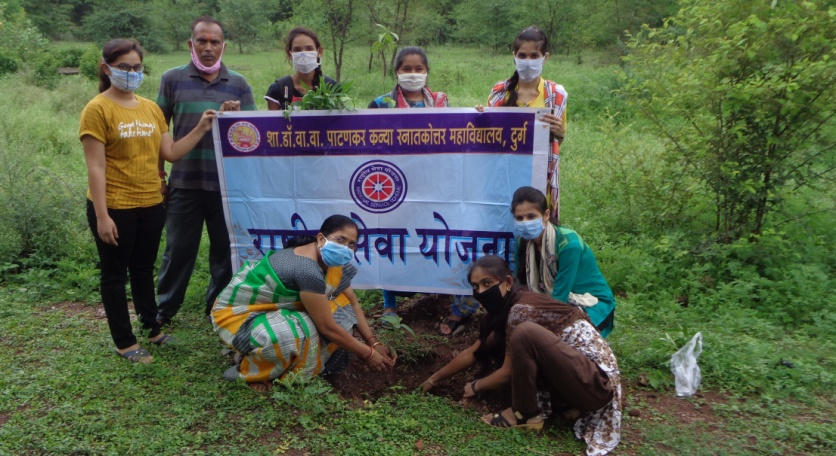 शा.डॉ.वा.वा. पाटणकर कन्या स्नातकोत्तर महाविद्यालय, दुर्ग
राष्ट्रीय सेवा योजना